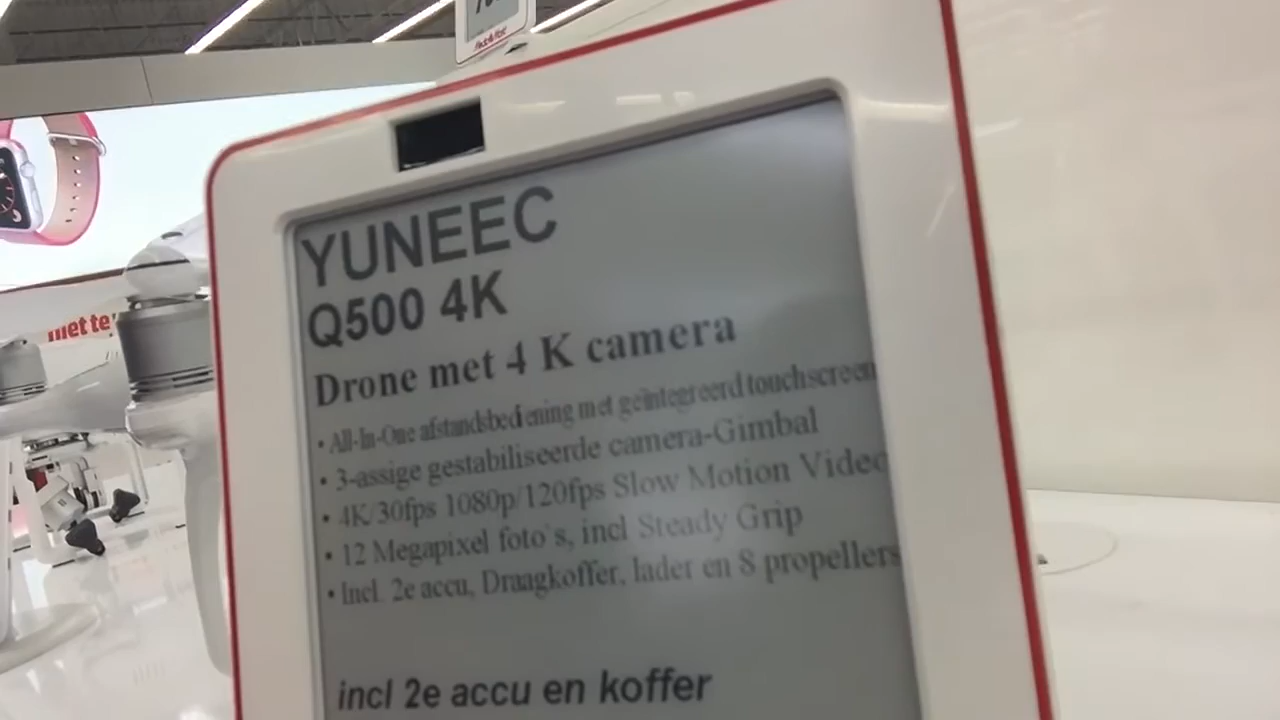 met te
YUNEEC
Q500 4K
Drone met 4 K camera
• All-In-One afstandsbediening met geïntegreerd touchscreen
• 3-assige gestabiliseerde camera-Gimbal
• 4K/30fps 1080p/120fps Slow Motion Video
• 12 Megapixel foto's, incl Steady Grip
• Incl. 2e accu, Draagkoffer, lader en 8 propellers
incl 2e accu en koffer